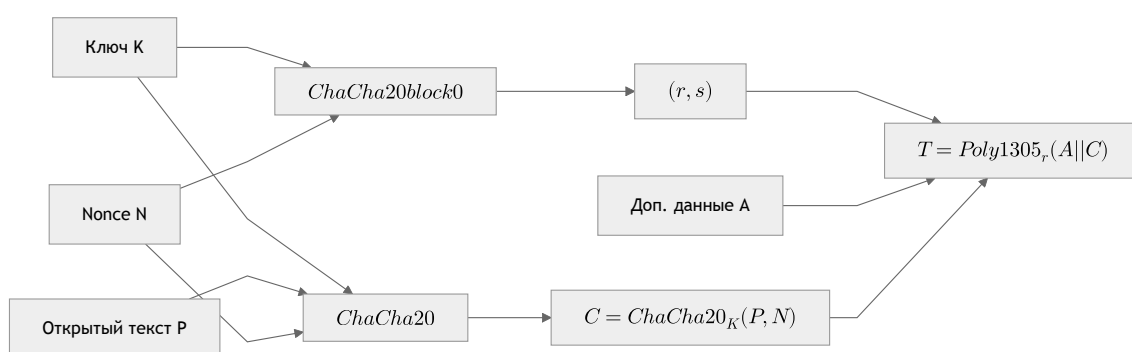 Ключ K
ChaCha20block0
(r, s)
T = Poly1305_r(A||C)
Nonce N
Доп. данные A
Открытый текст P
ChaCha20
C = ChaCha20_K(P, N)